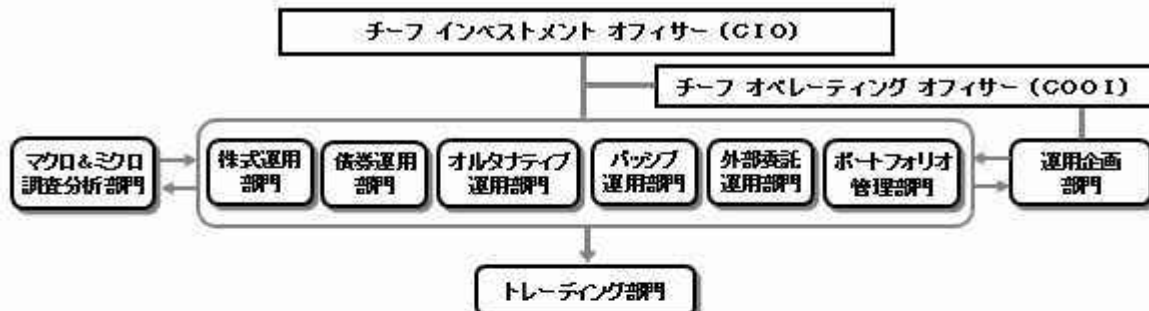 チーフ インベストメント オフィサー（CIO）
チーフ オペレーティング オフィサー（COOI）
マクロ&ミクロ
調査分析部門
株式運用
部門
債券運用
部門
オルタナティブ
運用部門
パッシブ
運用部門
外部委託
運用部門
ポートフォリオ
管理部門
運用企画
部門
トレーディング部門